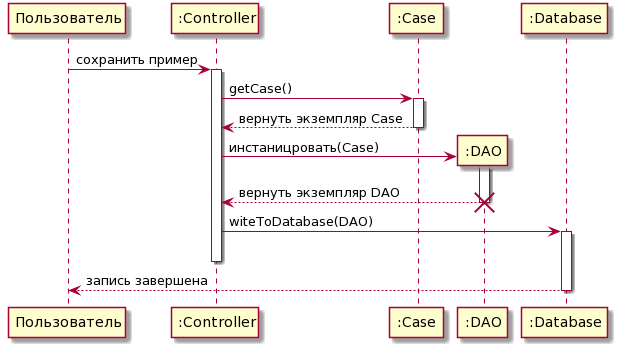 Пользователь :Controller :Case :Database
сохранить пример
getCase()
вернуть экземпляр Case
инстаницровать(Case)
:DAO
вернуть экземпляр DAO
witeToDatabase(DAO)
запись завершена
Пользователь :Controller :Case :DAO :Database